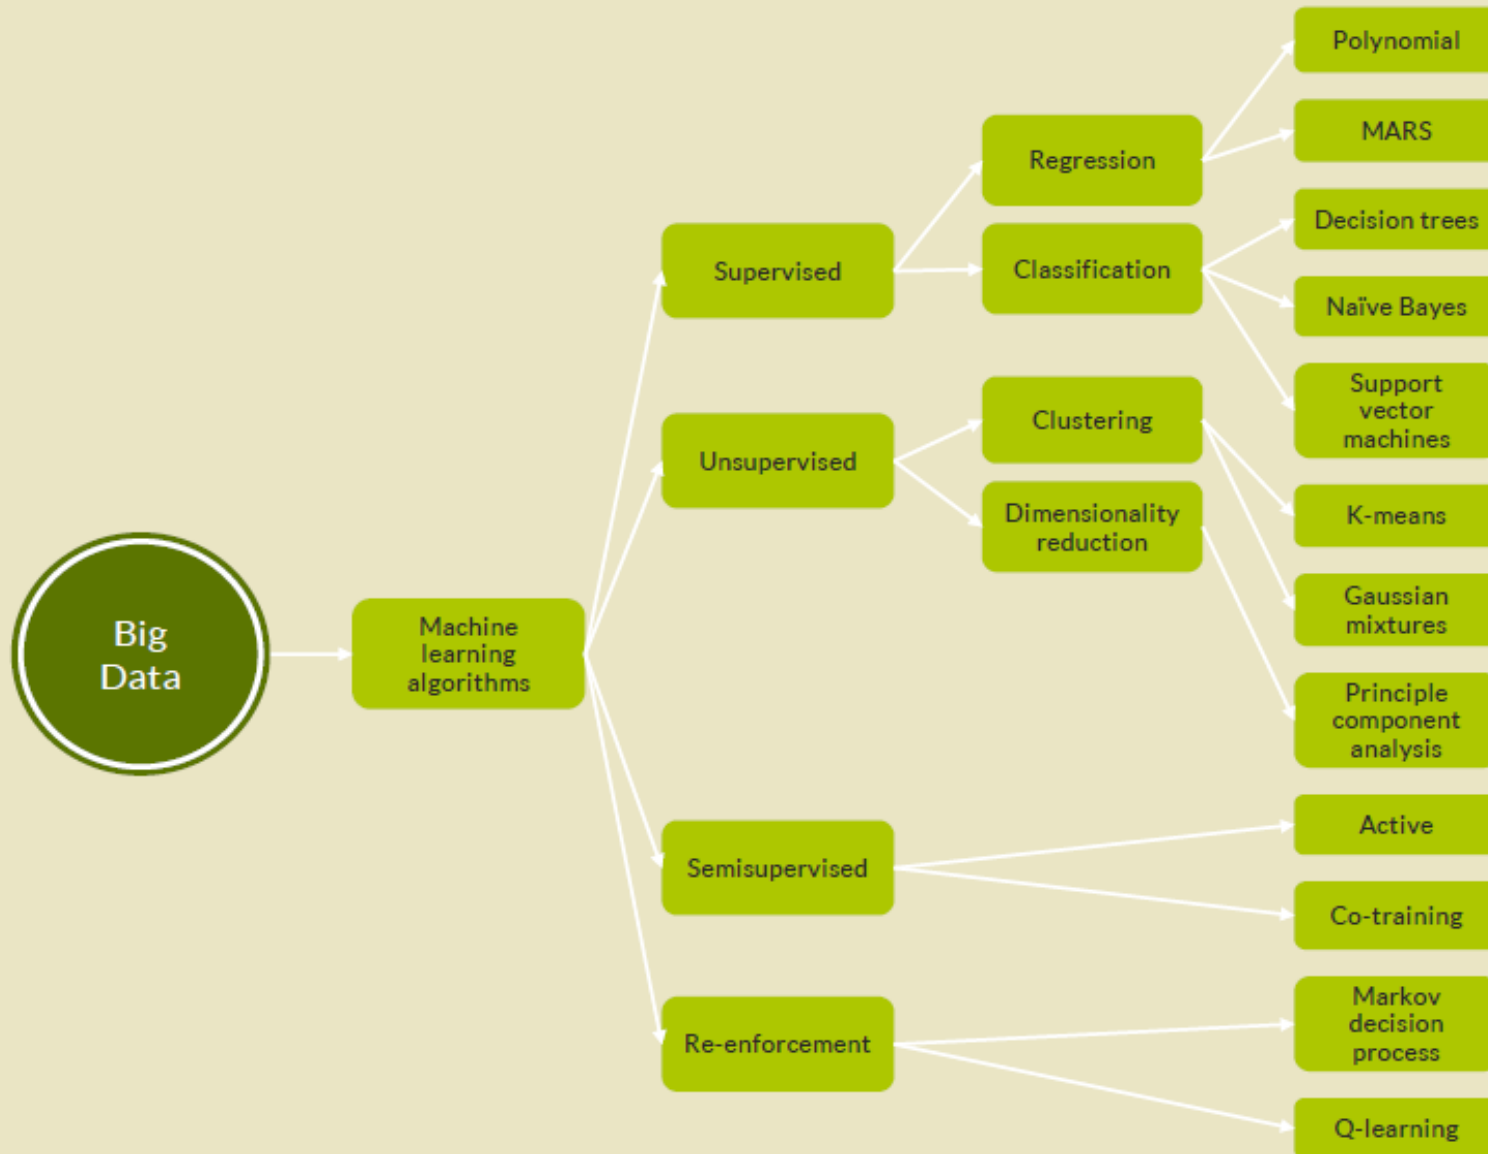 Big
Data
Machine
learning
algorithms
Supervised
Unsupervised
Semisupervised
Re-enforcement
Regression
Classification
Clustering
Dimensionality
reduction
Polynomial
MARS
Decision trees
Naïve Bayes
Support
vector
machines
K-means
Gaussian
mixtures
Principle
component
analysis
Active
Co-training
Markov
decision
process
Q-learning